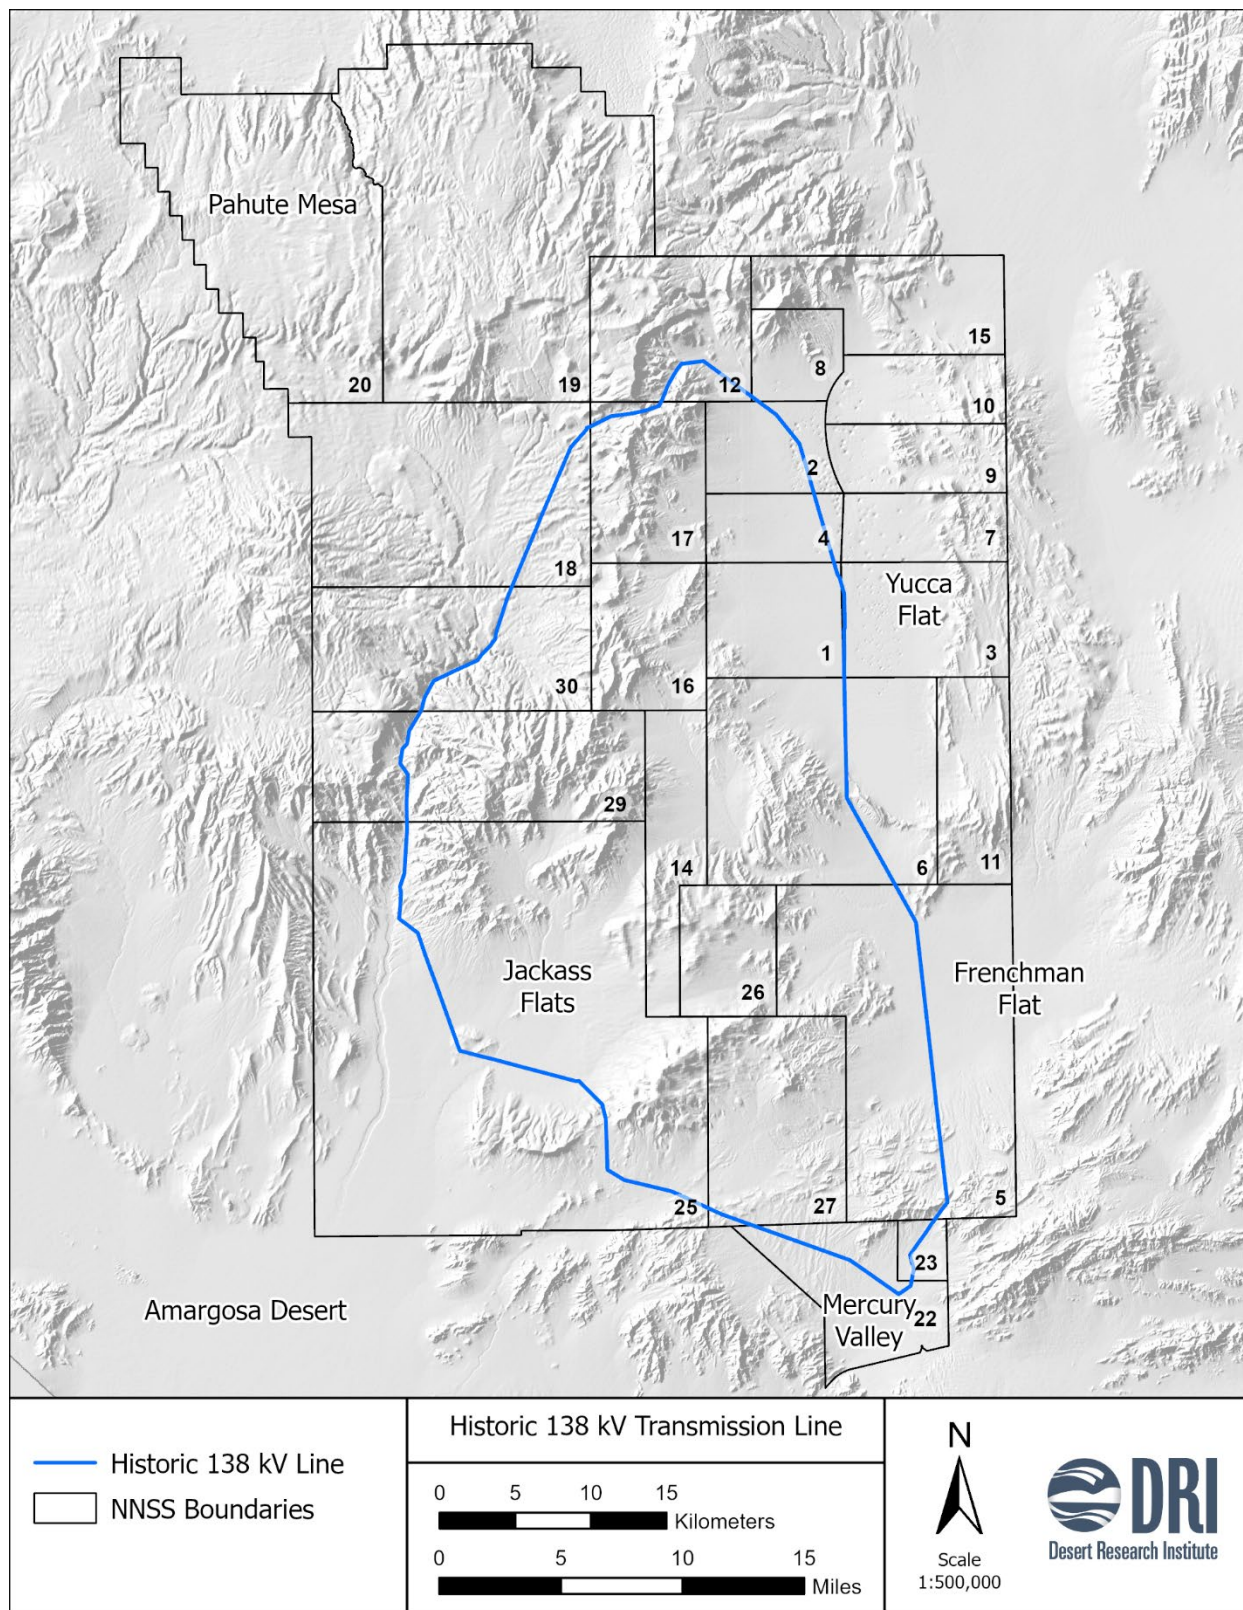 Pahute Mesa
15
8
20
19
12
10
2
9
17
4
7
18
Yucca
Flat
1
3
30
16
29
14
6
11
Jackass
Flats
Frenchman
Flat
26
25
27
5
23
Amargosa Desert
Mercury
Valley
22
Historic 138 kV Line
NNSS Boundaries
Historic 138 kV Transmission Line
0 5 10 15
Kilometers
0 5 10 15
Miles
N
Scale
1:500,000
DRI
Desert Research Institute